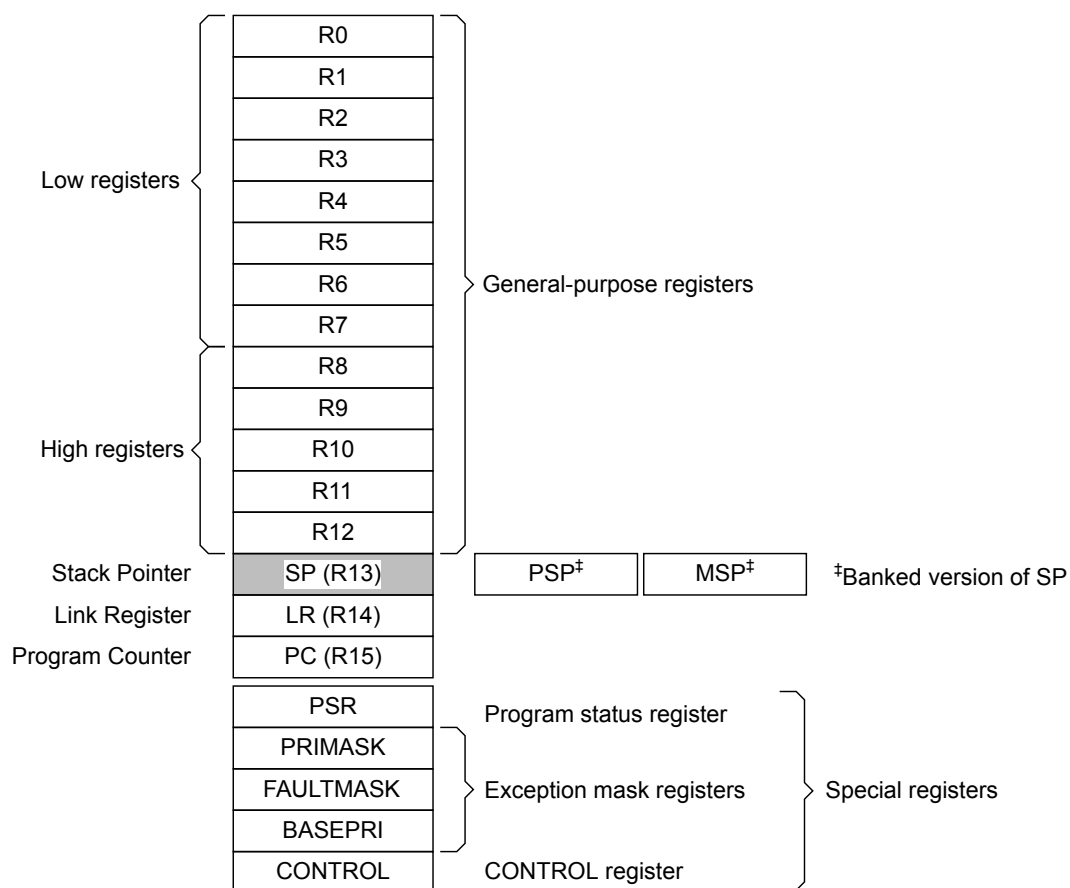 R0
R1
R2
R3
Low registers
R4
R5
R6
General-purpose registers
R7
R8
R9
High registers
R10
R11
R12
Stack Pointer SP (R13) PSP‡ MSP‡ ‡Banked version of SP
Link Register LR (R14)
Program Counter PC (R15)
PSR Program status register
PRIMASK
FAULTMASK Exception mask registers Special registers
BASEPRI
CONTROL CONTROL register